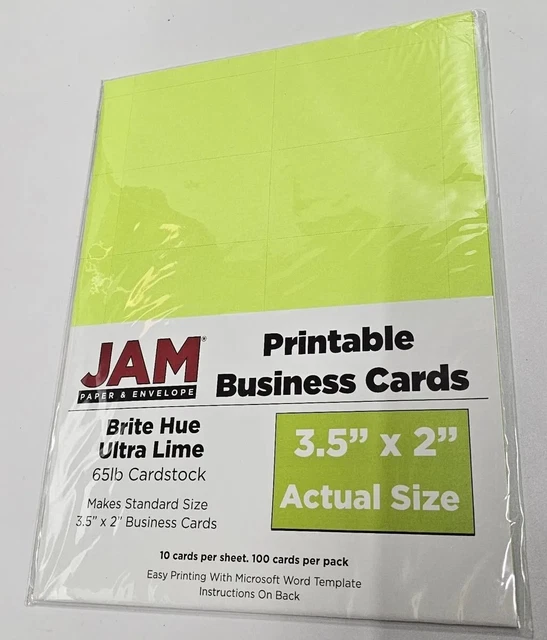 JAM®
PAPER & ENVELOPE
Printable
Business Cards
Brite Hue
Ultra Lime
65lb Cardstock
Makes Standard Size
3.5” x 2” Business Cards
3.5” x 2”
Actual Size
10 cards per sheet. 100 cards per pack
Easy Printing With Microsoft Word Template
Instructions On Back